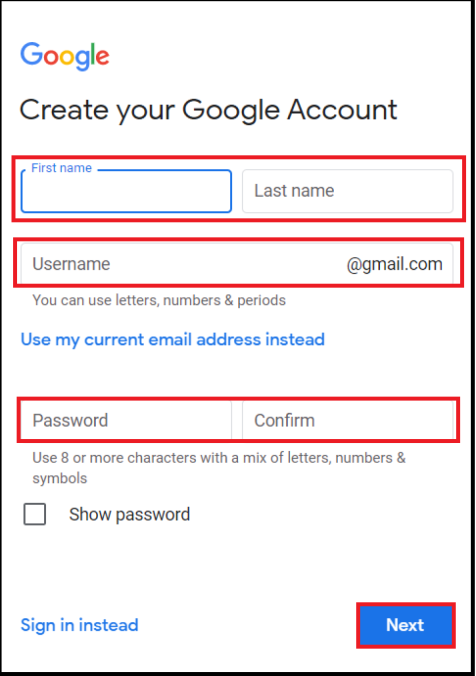 Google
Create your Google Account
First name
Last name
Username @gmail.com
You can use letters, numbers & periods
Use my current email address instead
Password Confirm
Use 8 or more characters with a mix of letters, numbers &
symbols
Show password
Sign in instead Next